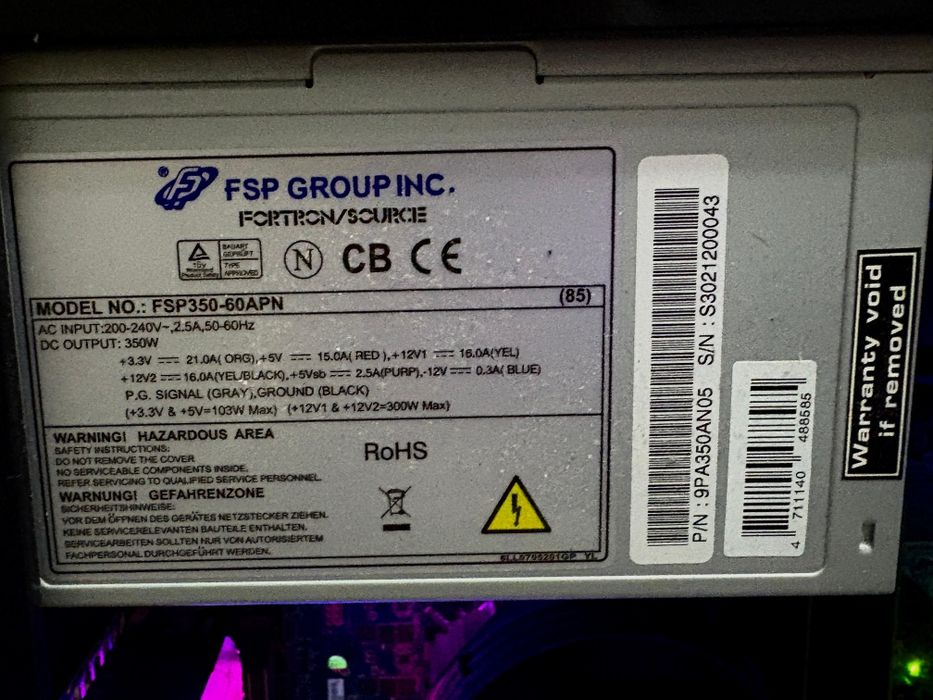 FSP GROUP INC.
FORTRON/SOURCE
BAUART
GEPRÜFT
TYPE
APPROVED
N CB CE
MODEL NO.: FSP350-60APN (85)
AC INPUT:200-240V~,2.5A,50-60Hz
DC OUTPUT: 350W
+3.3V ⎓ 21.0A( ORG),+5V ⎓ 15.0A( RED ),+12V1 ⎓ 16.0A(YEL)
+12V2 ⎓ 16.0A(YEL/BLACK),+5Vsb ⎓ 2.5A(PURP),-12V ⎓ 0.3A( BLUE)
P.G. SIGNAL (GRAY),GROUND (BLACK)
(+3.3V & +5V=103W Max) (+12V1 & +12V2=300W Max)
WARNING! HAZARDOUS AREA
SAFETY INSTRUCTIONS:
DO NOT REMOVE THE COVER
NO SERVICEABLE COMPONENTS INSIDE.
REFER SERVICING TO QUALIFIED SERVICE PERSONNEL.
WARNUNG! GEFAHRENZONE
SICHERHEITSHINWEISE:
VOR DEM ÖFFNEN DES GERÄTES NETZSTECKER ZIEHEN.
KEINE SERVICERELEVANTEN BAUTEILE ENTHALTEN.
SERVICEARBEITEN SOLLTEN NUR VON AUTORISIERTEM
FACHPERSONAL DURCHGEFÜHRT WERDEN.
RoHS
P/N : 9PA350AN05 S/N : S3021200043
4 711140 488585
Warranty void
if removed